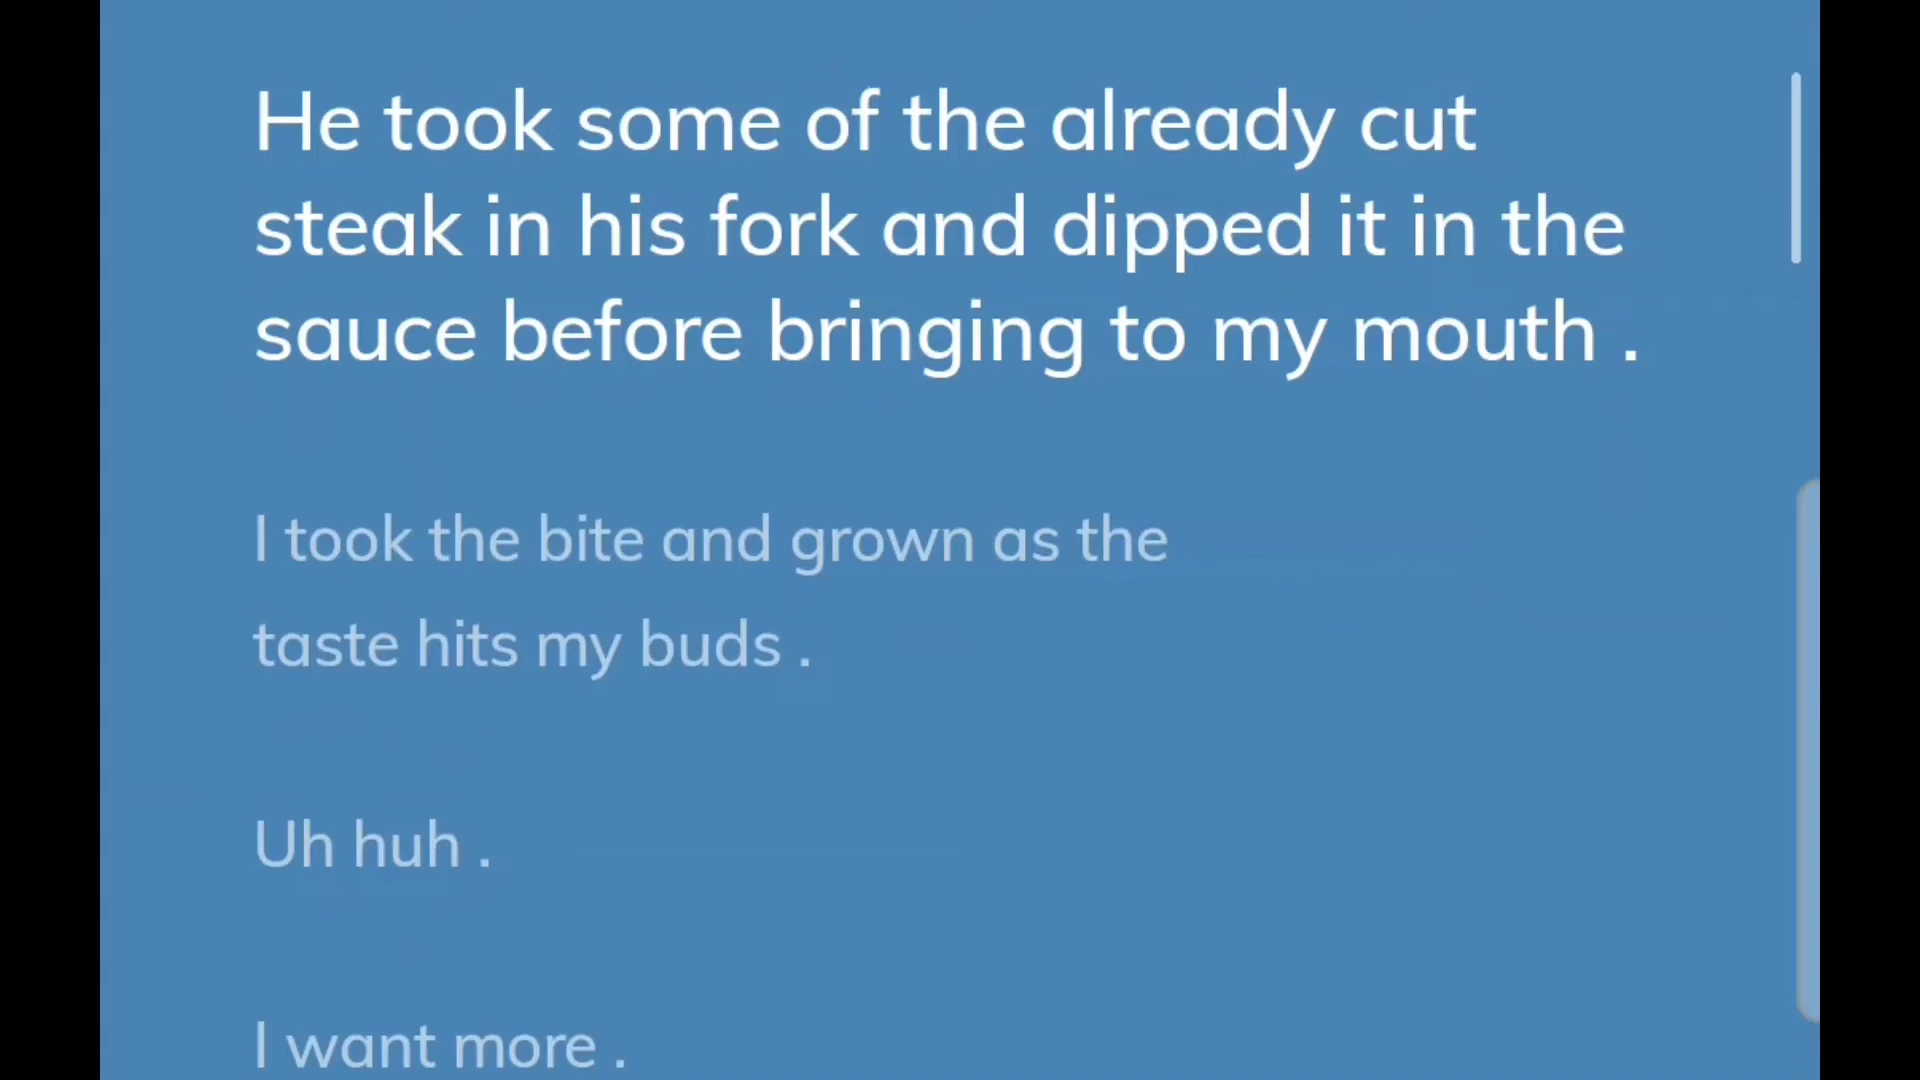 He took some of the already cut
steak in his fork and dipped it in the
sauce before bringing to my mouth .
I took the bite and grown as the
taste hits my buds .
Uh huh .
I want more .